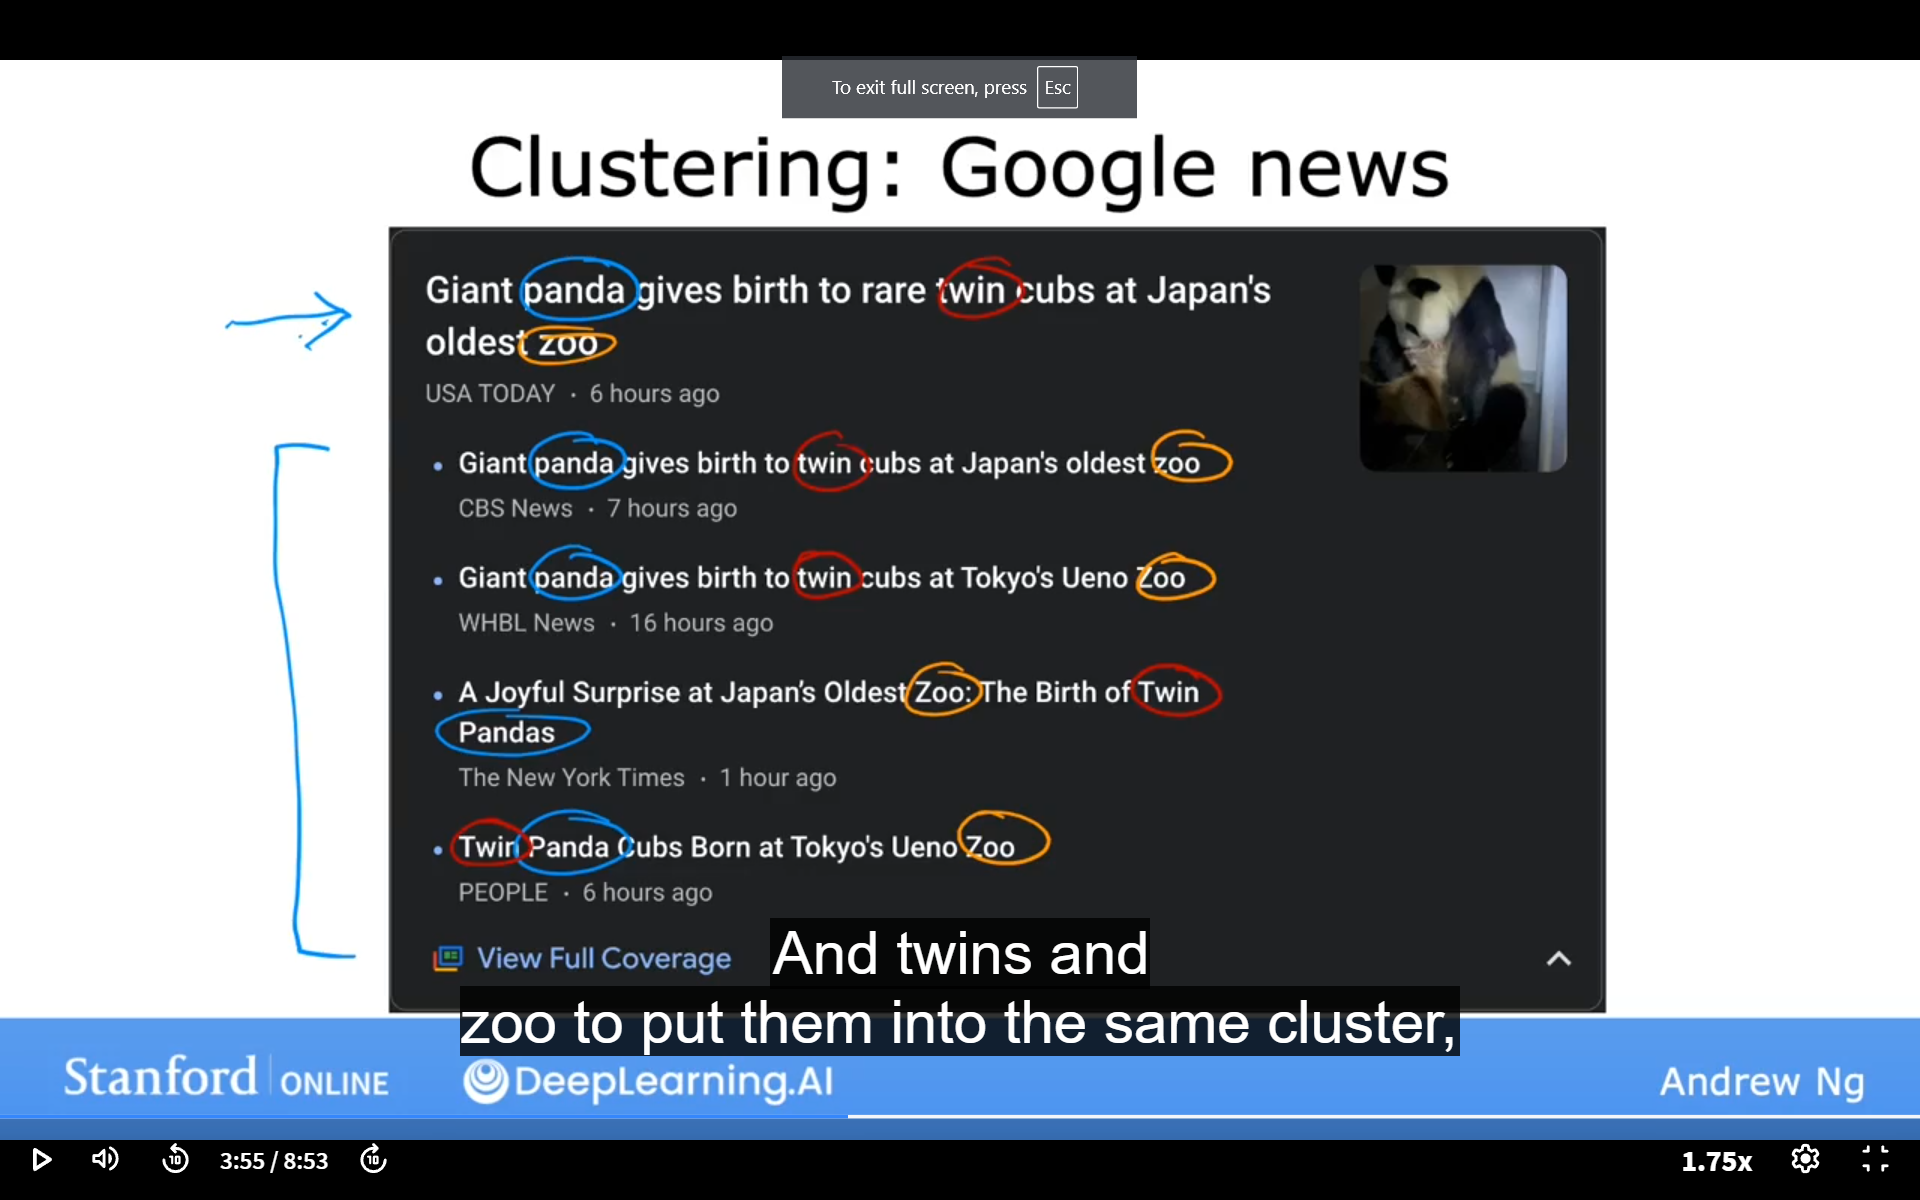 To exit full screen, press Esc
Clustering: Google news
Giant panda gives birth to rare twin cubs at Japan's
oldest zoo
USA TODAY · 6 hours ago
• Giant panda gives birth to twin cubs at Japan's oldest zoo
CBS News · 7 hours ago
• Giant panda gives birth to twin cubs at Tokyo's Ueno Zoo
WHBL News · 16 hours ago
• A Joyful Surprise at Japan’s Oldest Zoo: The Birth of Twin
Pandas
The New York Times · 1 hour ago
• Twin Panda Cubs Born at Tokyo's Ueno Zoo
PEOPLE · 6 hours ago
View Full Coverage
And twins and
zoo to put them into the same cluster,
Stanford | ONLINE DeepLearning.AI Andrew Ng
10 3:55 / 8:53 10 1.75x